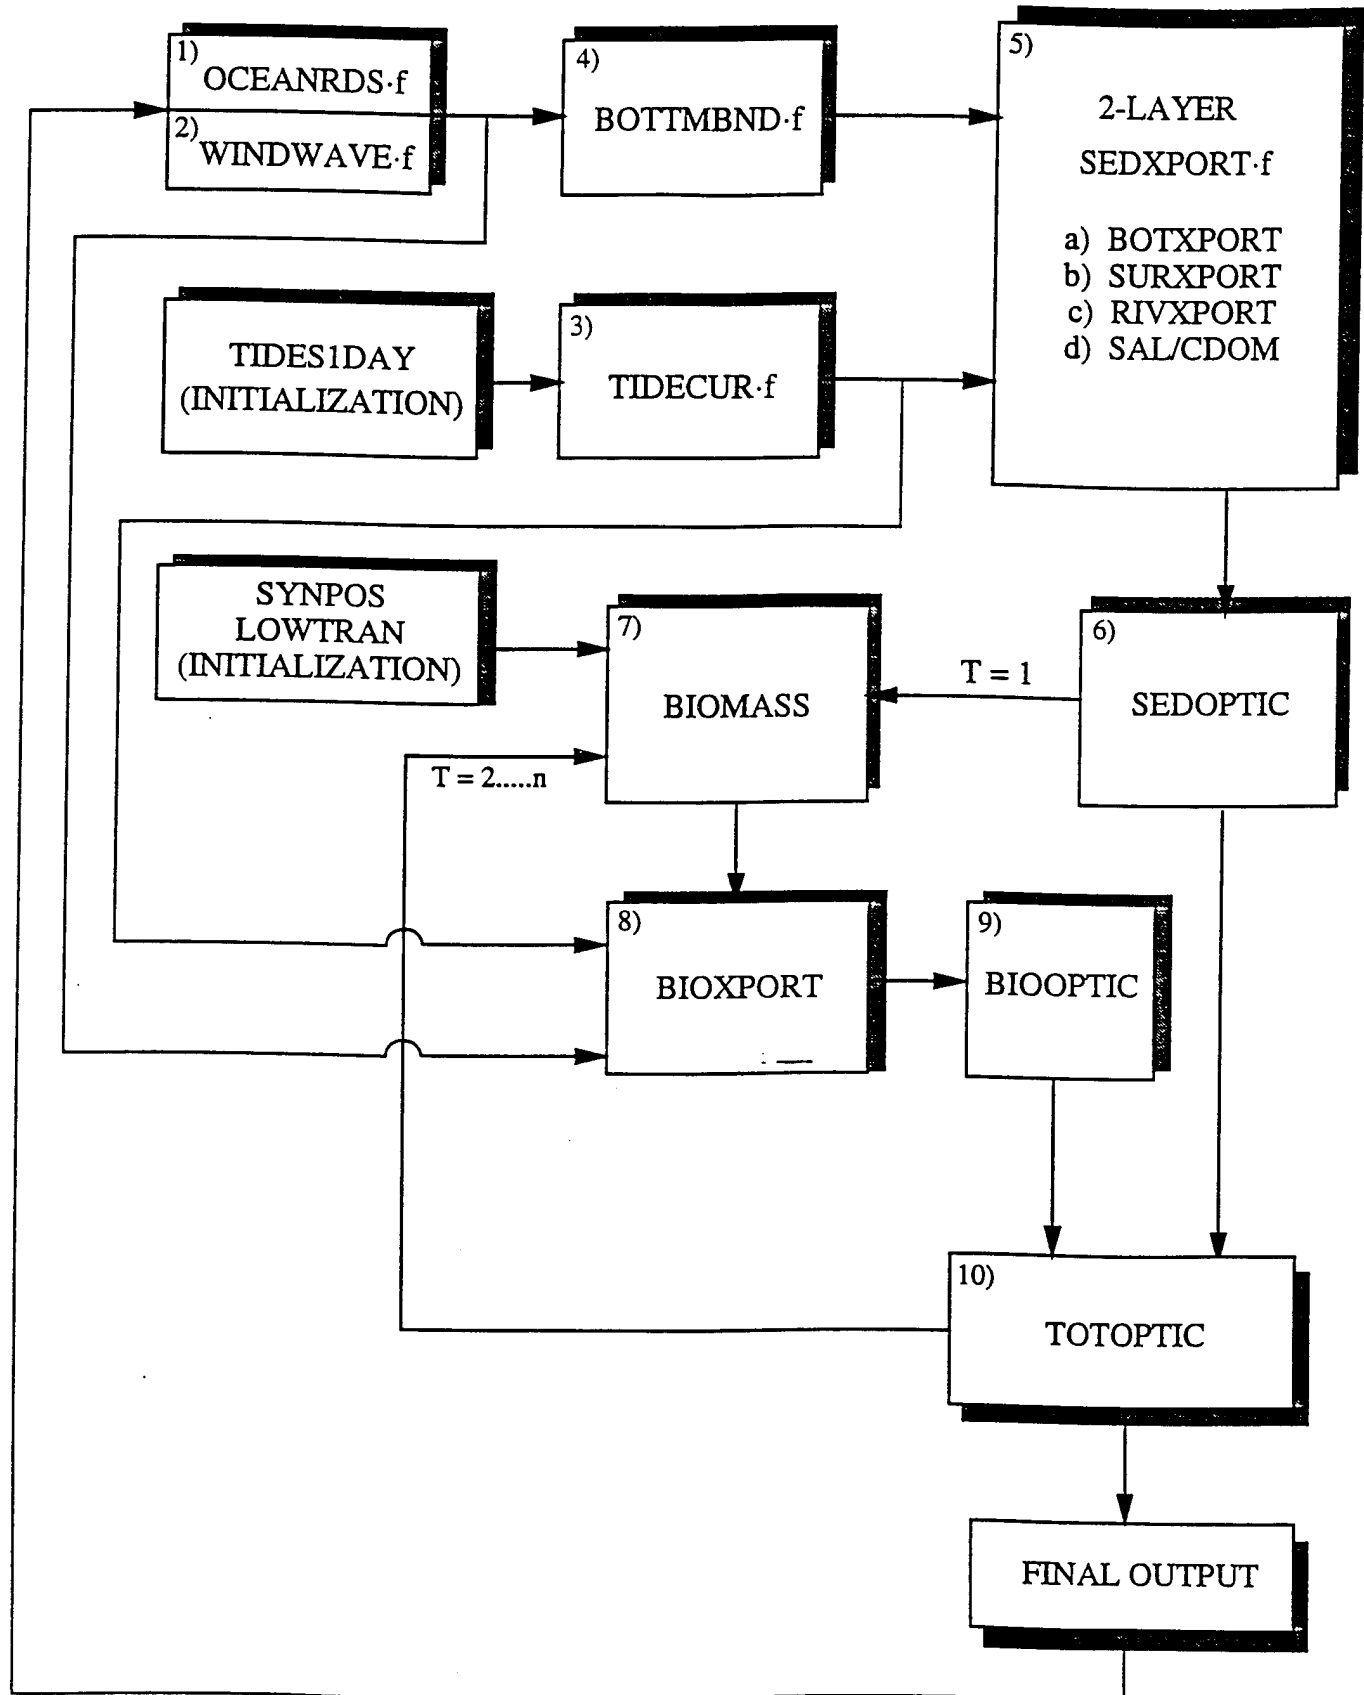 1)
OCEANRDS·f
2)
WINDWAVE·f
4)
BOTTMBND·f
5)
2-LAYER
SEDXPORT·f
a) BOTXPORT
b) SURXPORT
c) RIVXPORT
d) SAL/CDOM
TIDES1DAY
(INITIALIZATION)
3)
TIDECUR·f
SYNPOS
LOWTRAN
(INITIALIZATION)
7)
BIOMASS
T = 1
6)
SEDOPTIC
T = 2.....n
8)
BIOXPORT
9)
BIOOPTIC
10)
TOTOPTIC
FINAL OUTPUT